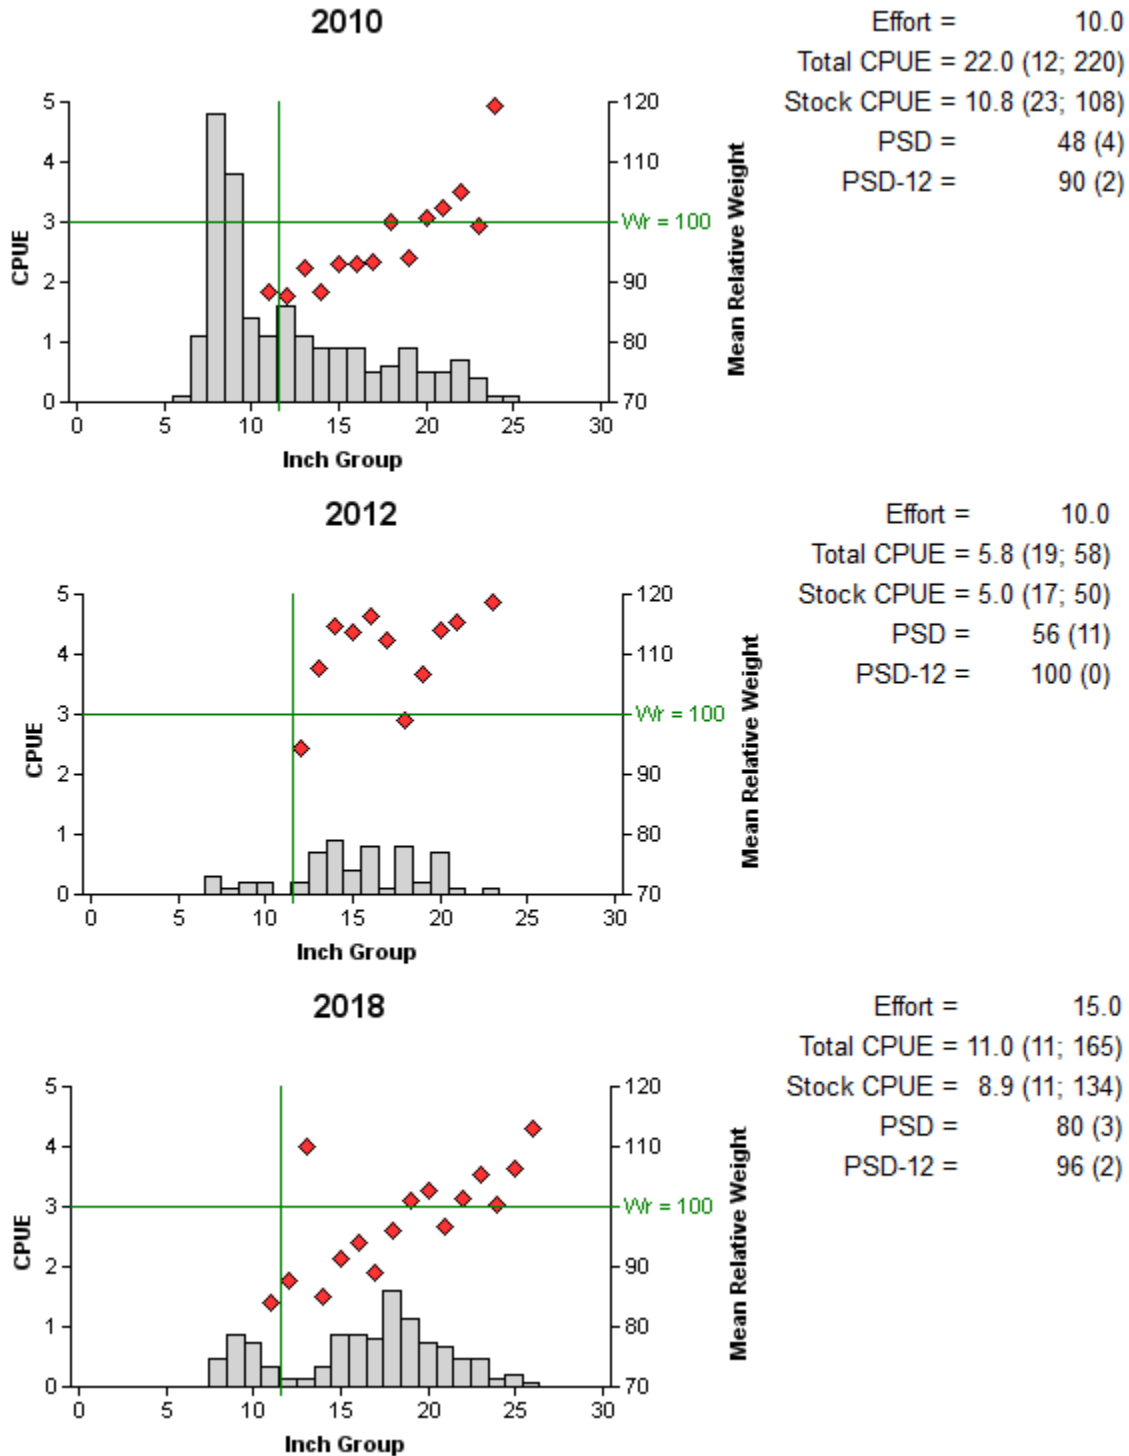 2010
Effort = 10.0
Total CPUE = 22.0 (12; 220)
Stock CPUE = 10.8 (23; 108)
PSD = 48 (4)
PSD-12 = 90 (2)
5
4
3
2
1
0
CPUE
120
110
Wr = 100
90
80
70
Mean Relative Weight
0 5 10 15 20 25 30
Inch Group
2012
Effort = 10.0
Total CPUE = 5.8 (19; 58)
Stock CPUE = 5.0 (17; 50)
PSD = 56 (11)
PSD-12 = 100 (0)
5
4
3
2
1
0
CPUE
120
110
Wr = 100
90
80
70
Mean Relative Weight
0 5 10 15 20 25 30
Inch Group
2018
Effort = 15.0
Total CPUE = 11.0 (11; 165)
Stock CPUE = 8.9 (11; 134)
PSD = 80 (3)
PSD-12 = 96 (2)
5
4
3
2
1
0
CPUE
120
110
Wr = 100
90
80
70
Mean Relative Weight
0 5 10 15 20 25 30
Inch Group